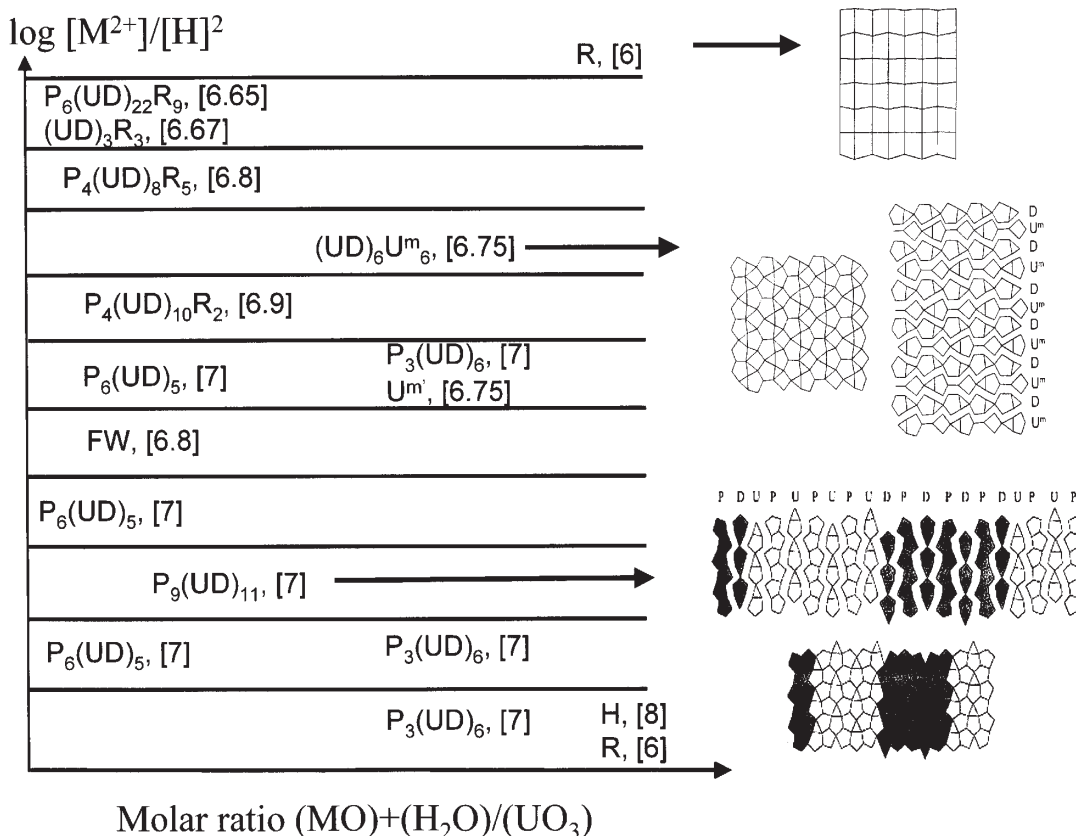 log [M²⁺]/[H]²
R, [6]
P₆(UD)₂₂R₉, [6.65]
(UD)₃R₃, [6.67]
P₄(UD)₈R₅, [6.8]
(UD)₆Uᵐ₆, [6.75]
P₄(UD)₁₀R₂, [6.9]
P₆(UD)₅, [7]
P₃(UD)₆, [7]
Uᵐ', [6.75]
FW, [6.8]
P₆(UD)₅, [7]
P₉(UD)₁₁, [7]
P₆(UD)₅, [7]
P₃(UD)₆, [7]
P₃(UD)₆, [7]
H, [8]
R, [6]
Molar ratio (MO)+(H₂O)/(UO₃)
D
Uᵐ
D
Uᵐ
D
Uᵐ
D
Uᵐ
D
Uᵐ
D
Uᵐ
P D U P U P U P U D P D P D P D U P U P